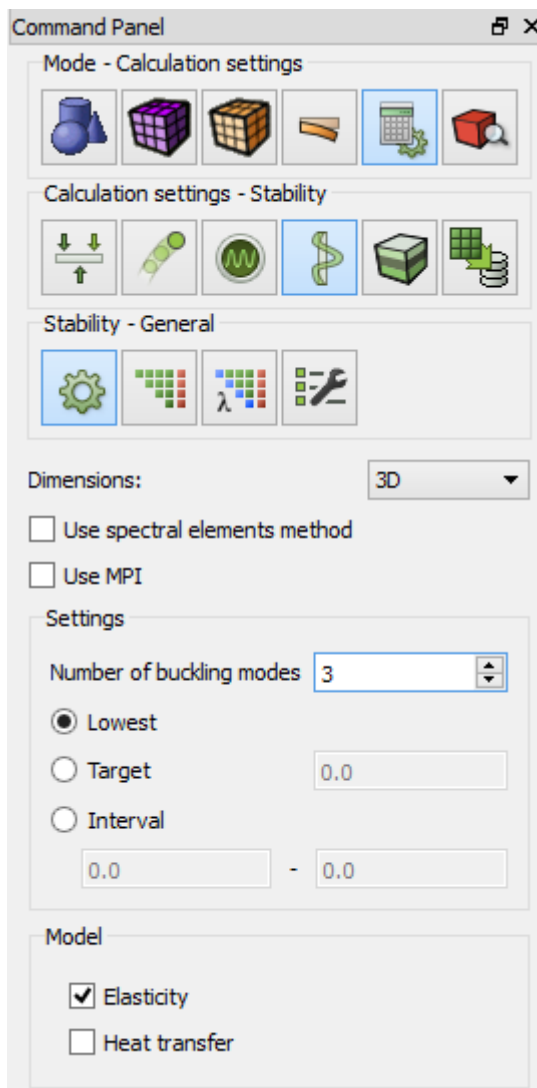 Command Panel
Mode - Calculation settings
Calculation settings - Stability
Stability - General
λ
Dimensions: 3D
Use spectral elements method
Use MPI
Settings
Number of buckling modes 3
Lowest
Target 0.0
Interval
0.0 - 0.0
Model
Elasticity
Heat transfer